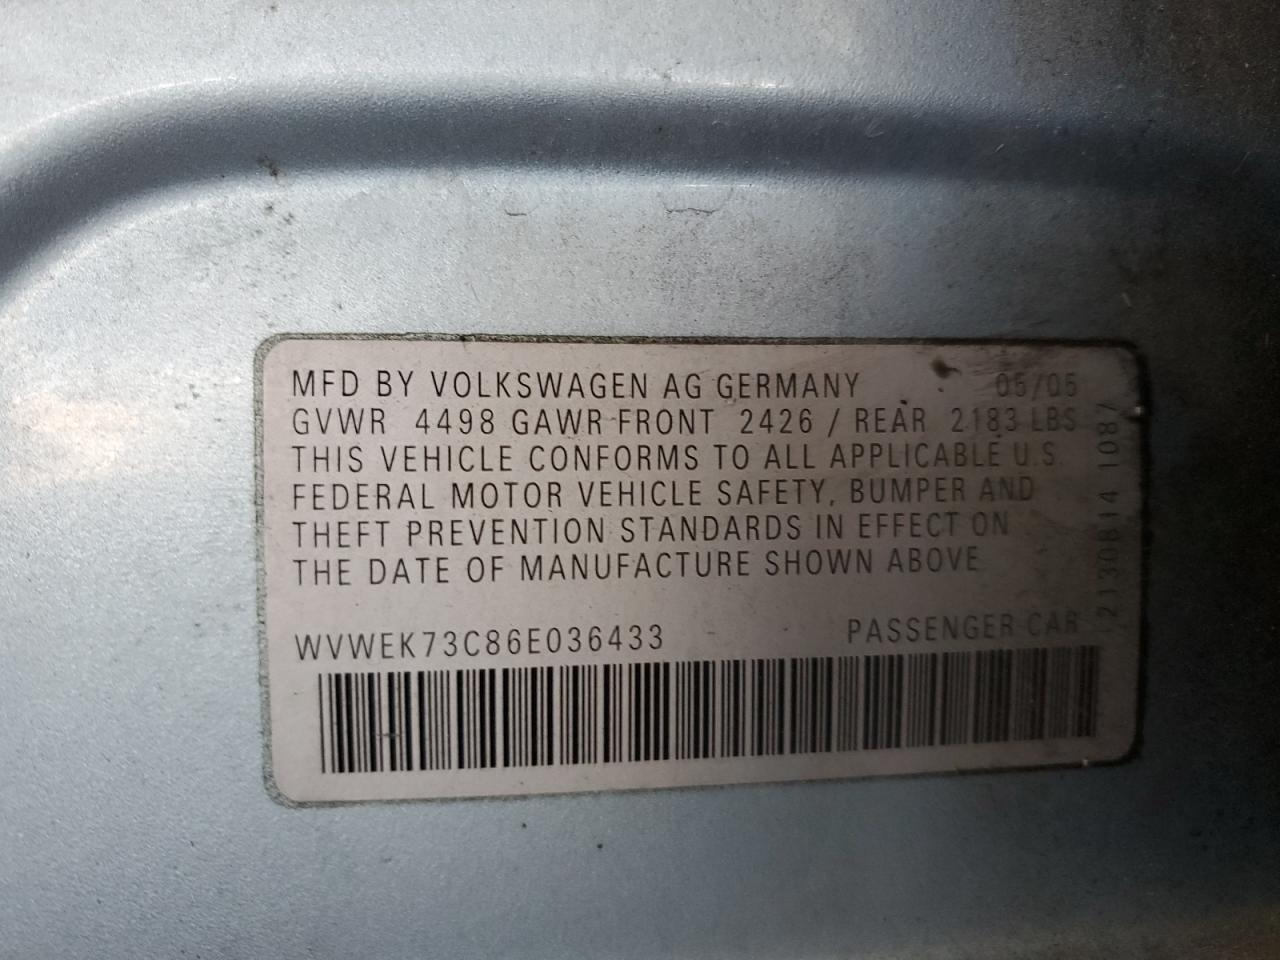 MFD BY VOLKSWAGEN AG GERMANY 05/05
GVWR 4498 GAWR FRONT 2426 / REAR 2183 LBS
THIS VEHICLE CONFORMS TO ALL APPLICABLE U.S.
FEDERAL MOTOR VEHICLE SAFETY, BUMPER AND
THEFT PREVENTION STANDARDS IN EFFECT ON
THE DATE OF MANUFACTURE SHOWN ABOVE
WVWEK73C86E036433 PASSENGER CAR
2130814 1087